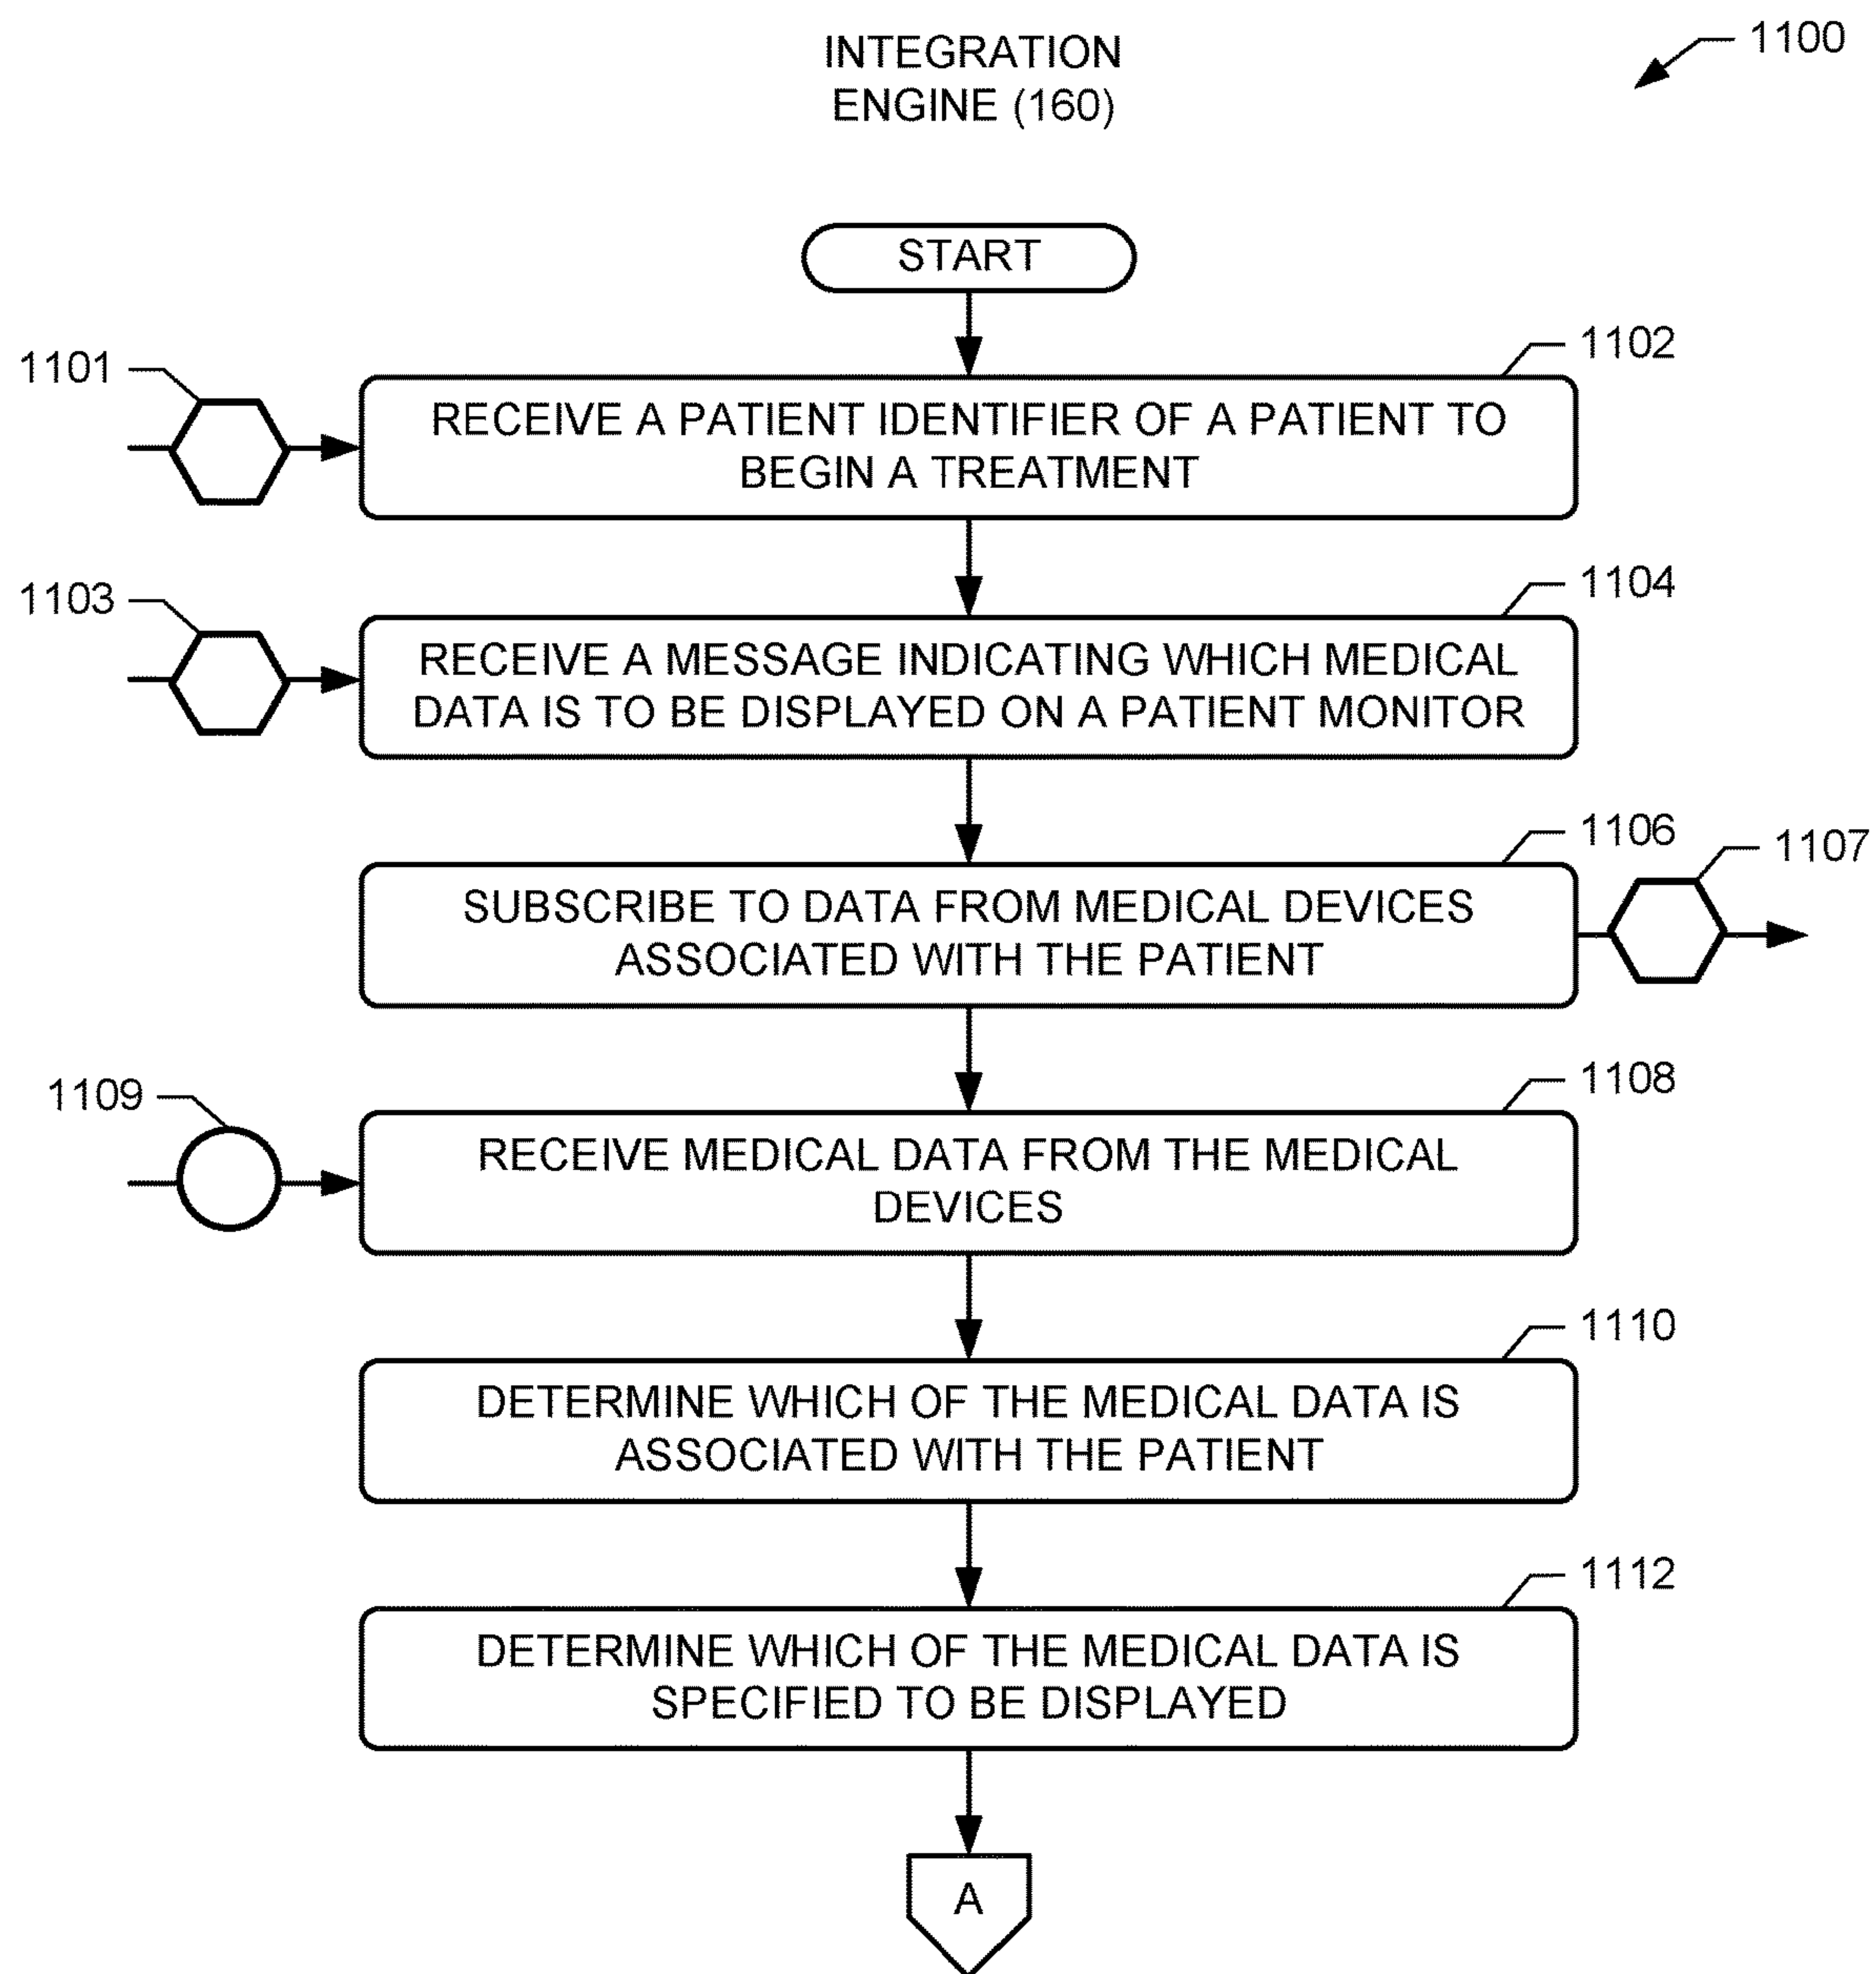 INTEGRATION
ENGINE (160)
1100
START
1101
1102
RECEIVE A PATIENT IDENTIFIER OF A PATIENT TO
BEGIN A TREATMENT
1103
1104
RECEIVE A MESSAGE INDICATING WHICH MEDICAL
DATA IS TO BE DISPLAYED ON A PATIENT MONITOR
1106
1107
SUBSCRIBE TO DATA FROM MEDICAL DEVICES
ASSOCIATED WITH THE PATIENT
1109
1108
RECEIVE MEDICAL DATA FROM THE MEDICAL
DEVICES
1110
DETERMINE WHICH OF THE MEDICAL DATA IS
ASSOCIATED WITH THE PATIENT
1112
DETERMINE WHICH OF THE MEDICAL DATA IS
SPECIFIED TO BE DISPLAYED
A